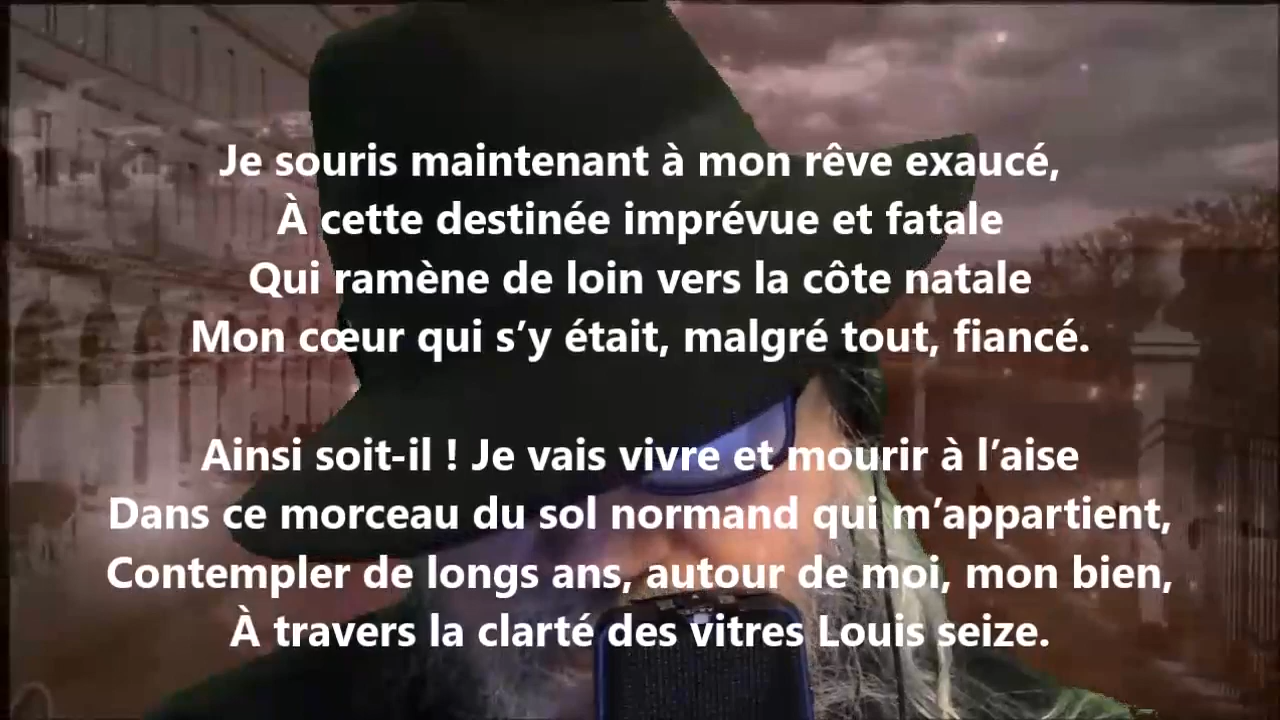 Je souris maintenant à mon rêve exaucé,
À cette destinée imprévue et fatale
Qui ramène de loin vers la côte natale
Mon cœur qui s’y était, malgré tout, fiancé.
Ainsi soit-il ! Je vais vivre et mourir à l’aise
Dans ce morceau du sol normand qui m’appartient,
Contempler de longs ans, autour de moi, mon bien,
À travers la clarté des vitres Louis seize.